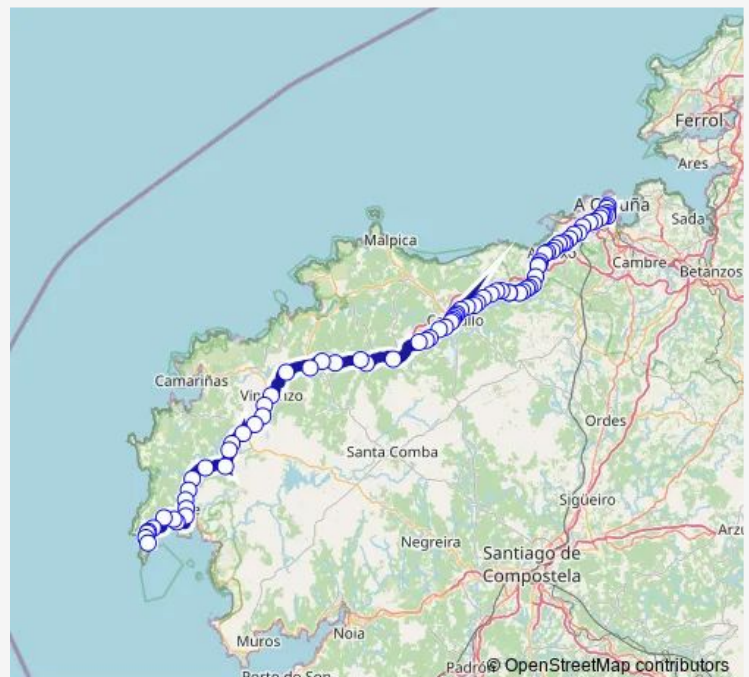 Ferrol
Ares
A Coruña
Sada
Malpica
Cambre
Betanzos
Camariñas
Ordes
Santa Comba
Sigüeiro
Negreira
Santiago de
Compostela
Noia
Muros
© OpenStreetMap contributors